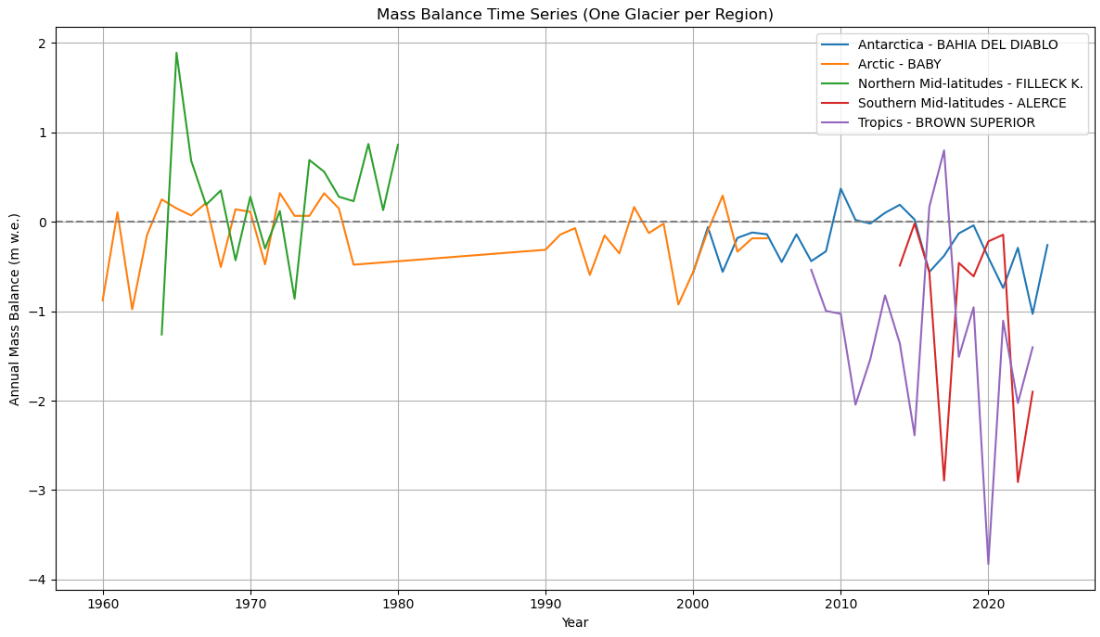 Mass Balance Time Series (One Glacier per Region)
Antarctica - BAHIA DEL DIABLO
Arctic - BABY
Northern Mid-latitudes - FILLECK K.
Southern Mid-latitudes - ALERCE
Tropics - BROWN SUPERIOR
Annual Mass Balance (m w.e.)
2
1
0
−1
−2
−3
−4
1960 1970 1980 1990 2000 2010 2020
Year